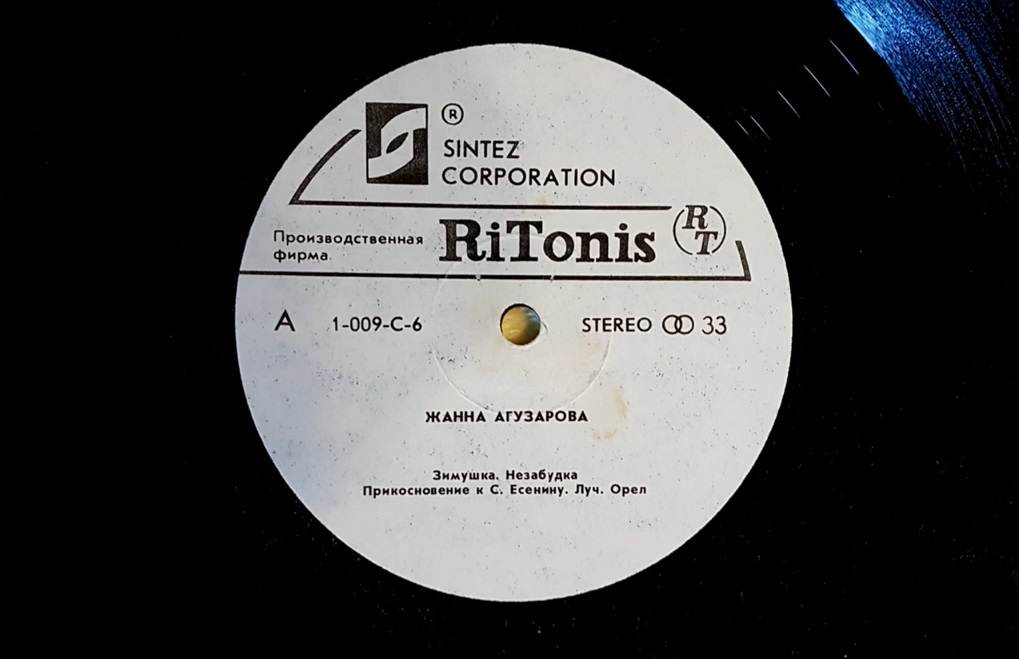 ®
SINTEZ
CORPORATION
Производственная
фирма
RiTonis
RT
A 1-009-C-6
STEREO 33
ЖАННА АГУЗАРОВА
Зимушка. Незабудка
Прикосновение к С. Есенину. Луч. Орел